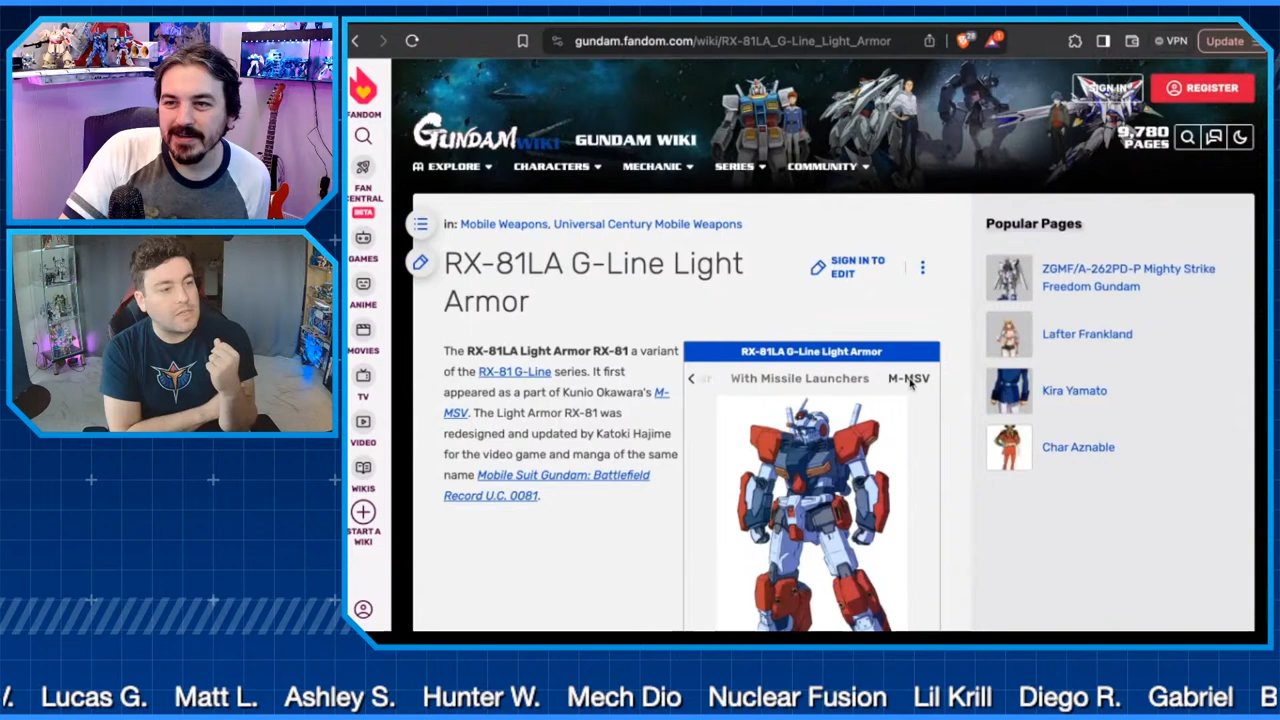 gundam.fandom.com/wiki/RX-81LA_G-Line_Light_Armor
VPN
Update
FANDOM
FAN
CENTRAL
BETA
GAMES
ANIME
MOVIES
TV
VIDEO
WIKIS
START A
WIKI
GUNDAM WIKI
GUNDAM WIKI
SIGN IN
REGISTER
9,780
PAGES
EXPLORE
CHARACTERS
MECHANIC
SERIES
COMMUNITY
in: Mobile Weapons, Universal Century Mobile Weapons
RX-81LA G-Line Light
Armor
SIGN IN TO
EDIT
The RX-81LA Light Armor RX-81 a variant
of the RX-81 G-Line series. It first
appeared as a part of Kunio Okawara's M-
MSV. The Light Armor RX-81 was
redesigned and updated by Katoki Hajime
for the video game and manga of the same
name Mobile Suit Gundam: Battlefield
Record U.C. 0081.
RX-81LA G-Line Light Armor
With Missile Launchers M-MSV
Popular Pages
ZGMF/A-262PD-P Mighty Strike
Freedom Gundam
Lafter Frankland
Kira Yamato
Char Aznable
Lucas G. Matt L. Ashley S. Hunter W. Mech Dio Nuclear Fusion Lil Krill Diego R. Gabriel